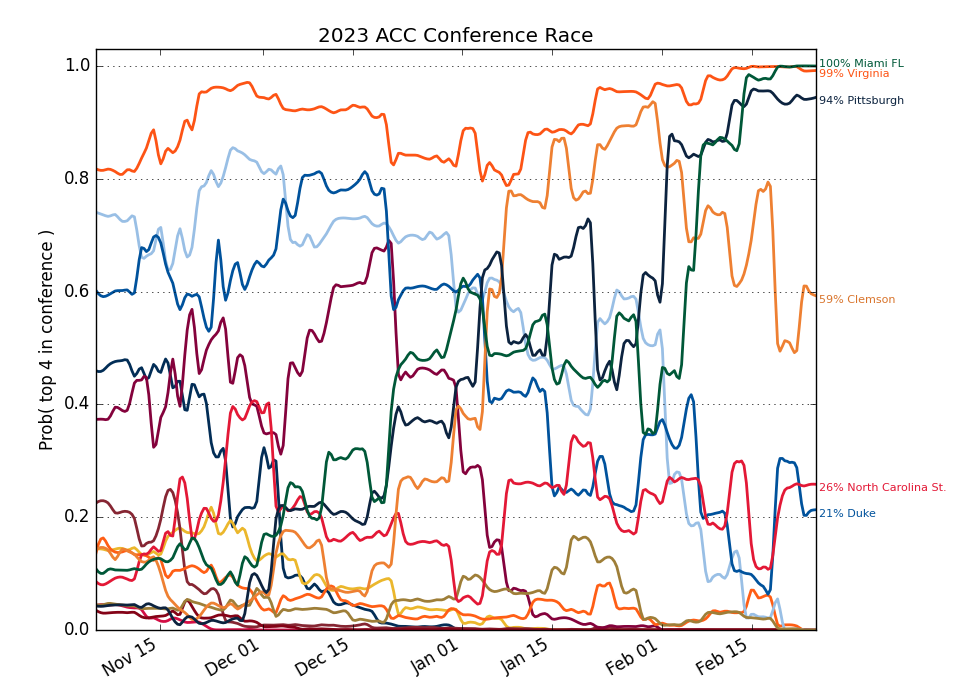 2023 ACC Conference Race
Prob( top 4 in conference )
1.0
0.8
0.6
0.4
0.2
0.0
Nov 15
Dec 01
Dec 15
Jan 01
Jan 15
Feb 01
Feb 15
100% Miami FL
99% Virginia
94% Pittsburgh
59% Clemson
26% North Carolina St.
21% Duke